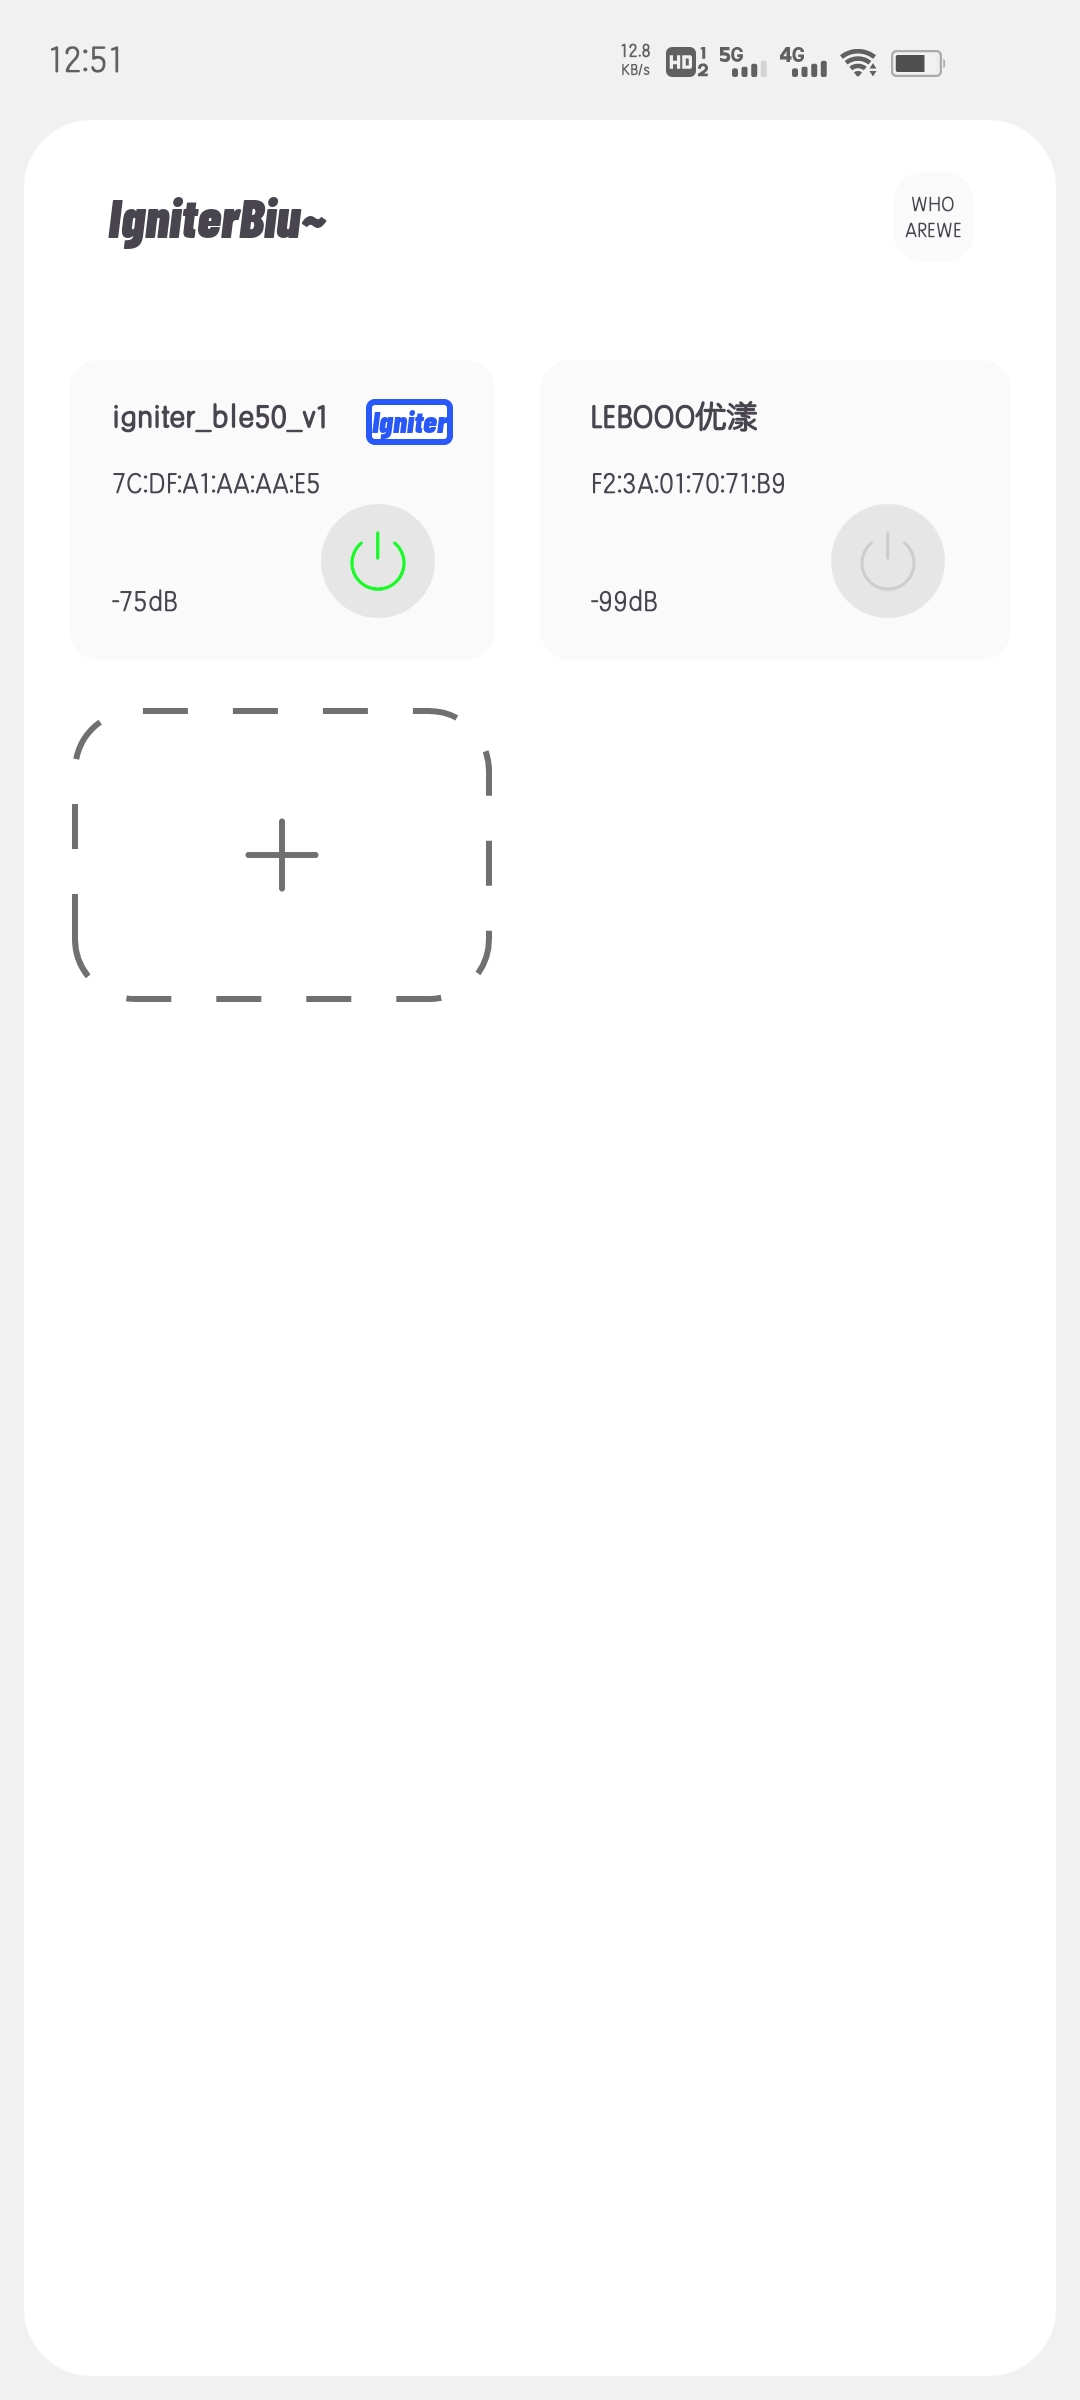 12:51
12.8
KB/s
HD 1 2
5G
4G
IgniterBiu~
WHO
AREWE
igniter_ble50_v1
Igniter
7C:DF:A1:AA:AA:E5
-75dB
LEBOOO优漾
F2:3A:01:70:71:B9
-99dB